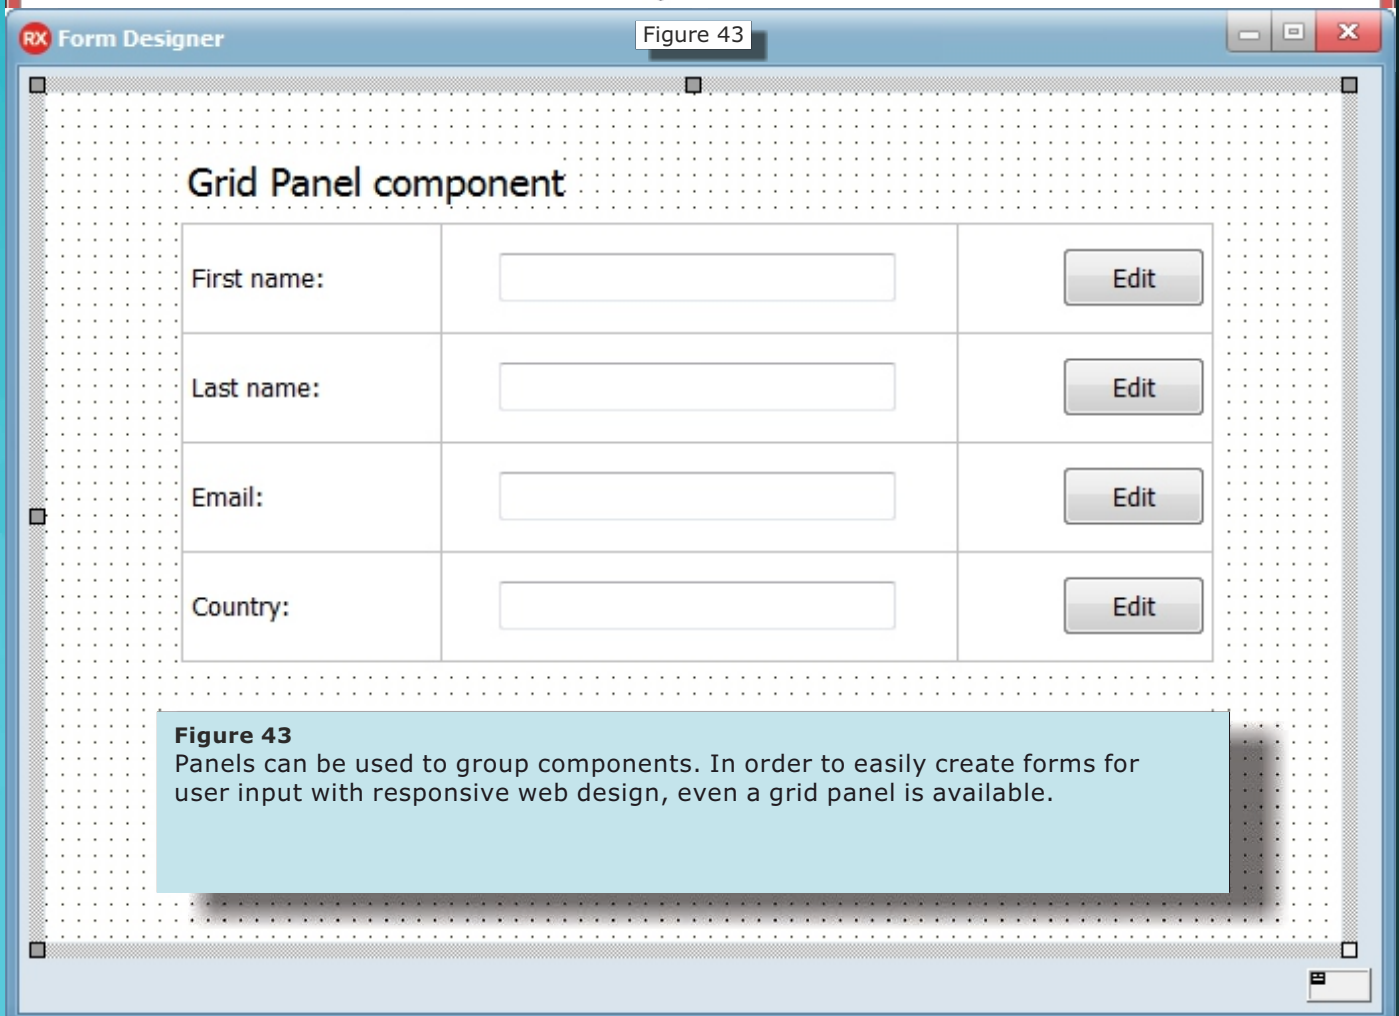 RX Form Designer
Figure 43
Grid Panel component
First name:
Edit
Last name:
Edit
Email:
Edit
Country:
Edit
Figure 43
Panels can be used to group components. In order to easily create forms for
user input with responsive web design, even a grid panel is available.